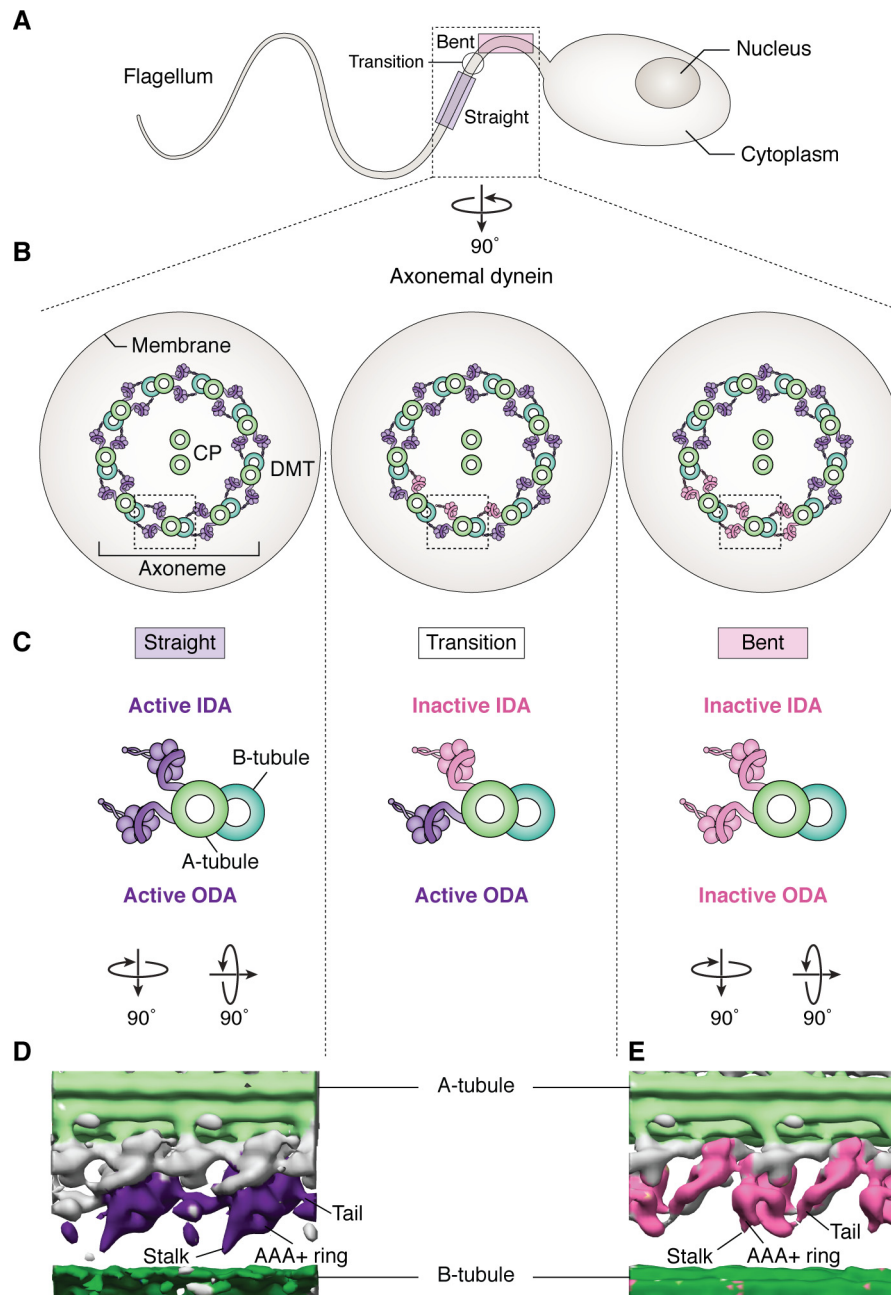 A
Bent
Nucleus
Transition
Flagellum
Straight
Cytoplasm
90°
B
Axonemal dynein
Membrane
CP
DMT
Axoneme
C
Straight
Transition
Bent
Active IDA
Inactive IDA
Inactive IDA
B-tubule
A-tubule
Active ODA
Active ODA
Inactive ODA
90°
90°
90°
90°
D
E
A-tubule
Tail
Tail
Stalk
AAA+ ring
Stalk
AAA+ ring
B-tubule